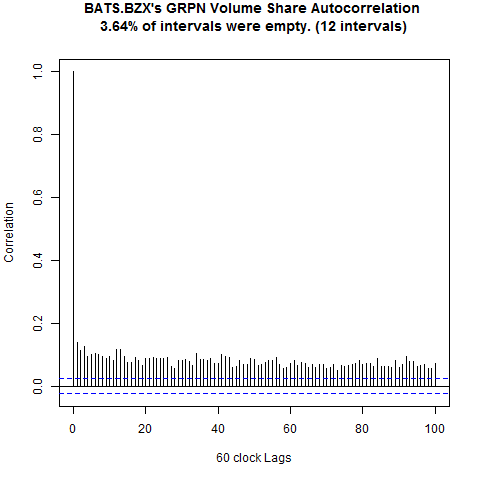 BATS.BZX's GRPN Volume Share Autocorrelation
3.64% of intervals were empty. (12 intervals)
1.0
0.8
0.6
0.4
0.2
0.0
Correlation
0 20 40 60 80 100
60 clock Lags